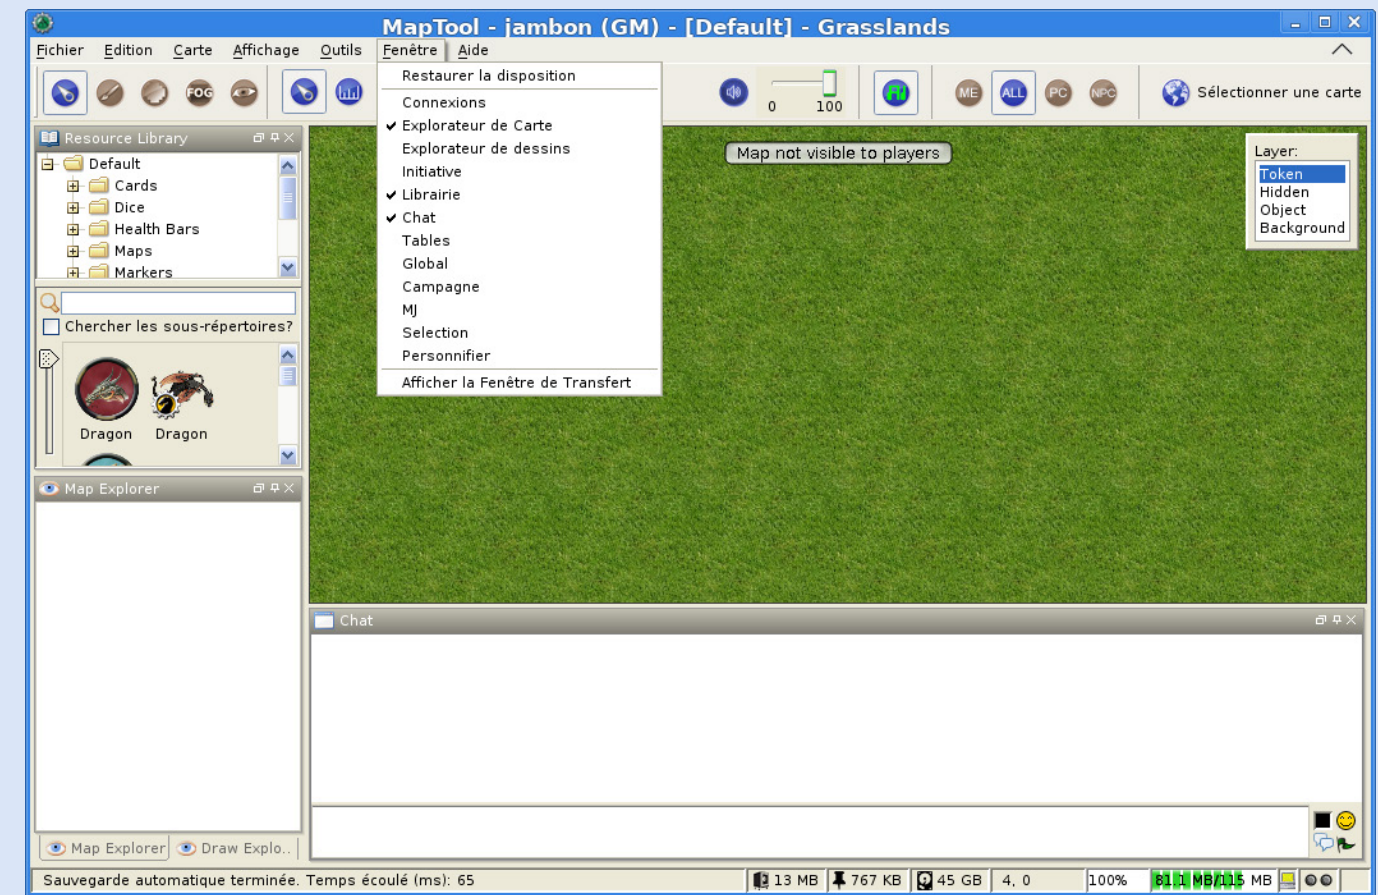 MapTool - jambon (GM) - [Default] - Grasslands
Fichier Edition Carte Affichage Outils Fenêtre Aide
FOG
0 100
ME ALL PC NPC
Sélectionner une carte
Restaurer la disposition
Connexions
Explorateur de Carte
Explorateur de dessins
Initiative
Librairie
Chat
Tables
Global
Campagne
MJ
Selection
Personnifier
Afficher la Fenêtre de Transfert
Resource Library
Default
Cards
Dice
Health Bars
Maps
Markers
Chercher les sous-répertoires?
Dragon Dragon
Map not visible to players
Layer:
Token
Hidden
Object
Background
Map Explorer
Chat
Map Explorer Draw Explo..
Sauvegarde automatique terminée. Temps écoulé (ms): 65 13 MB 767 KB 45 GB 4, 0 100% 81.1 MB/115 MB